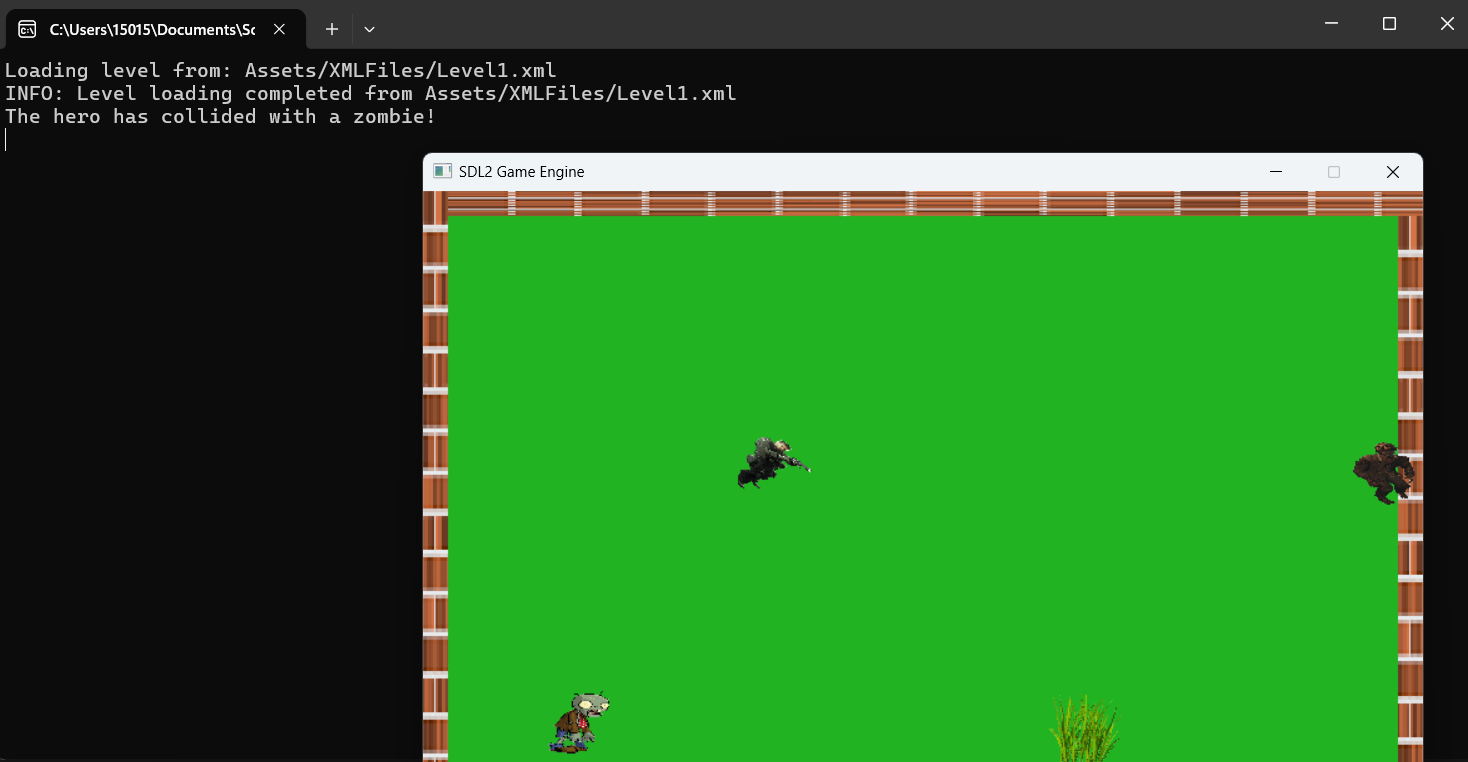 C:\Users\15015\Documents\Sc
Loading level from: Assets/XMLFiles/Level1.xml
INFO: Level loading completed from Assets/XMLFiles/Level1.xml
The hero has collided with a zombie!
SDL2 Game Engine